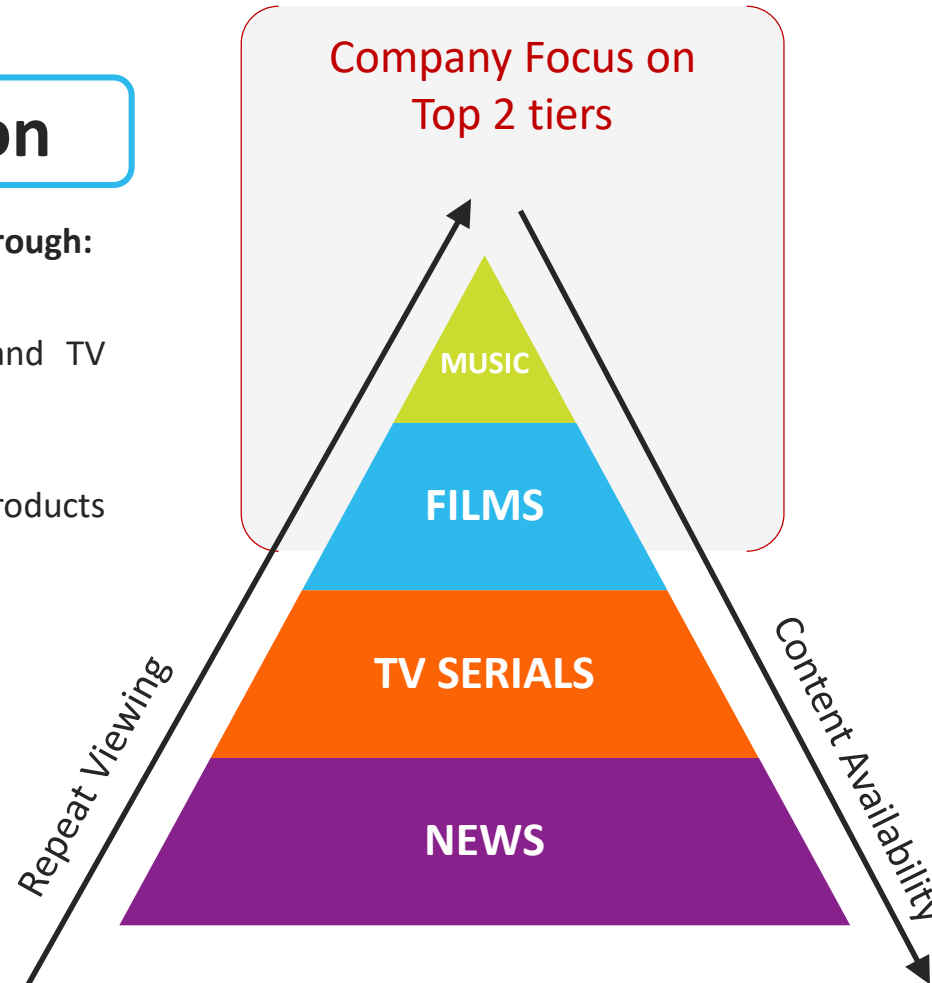 Company Focus on
Top 2 tiers
on
rough:
and TV
roducts
MUSIC
FILMS
TV SERIALS
NEWS
Repeat Viewing
Content Availability